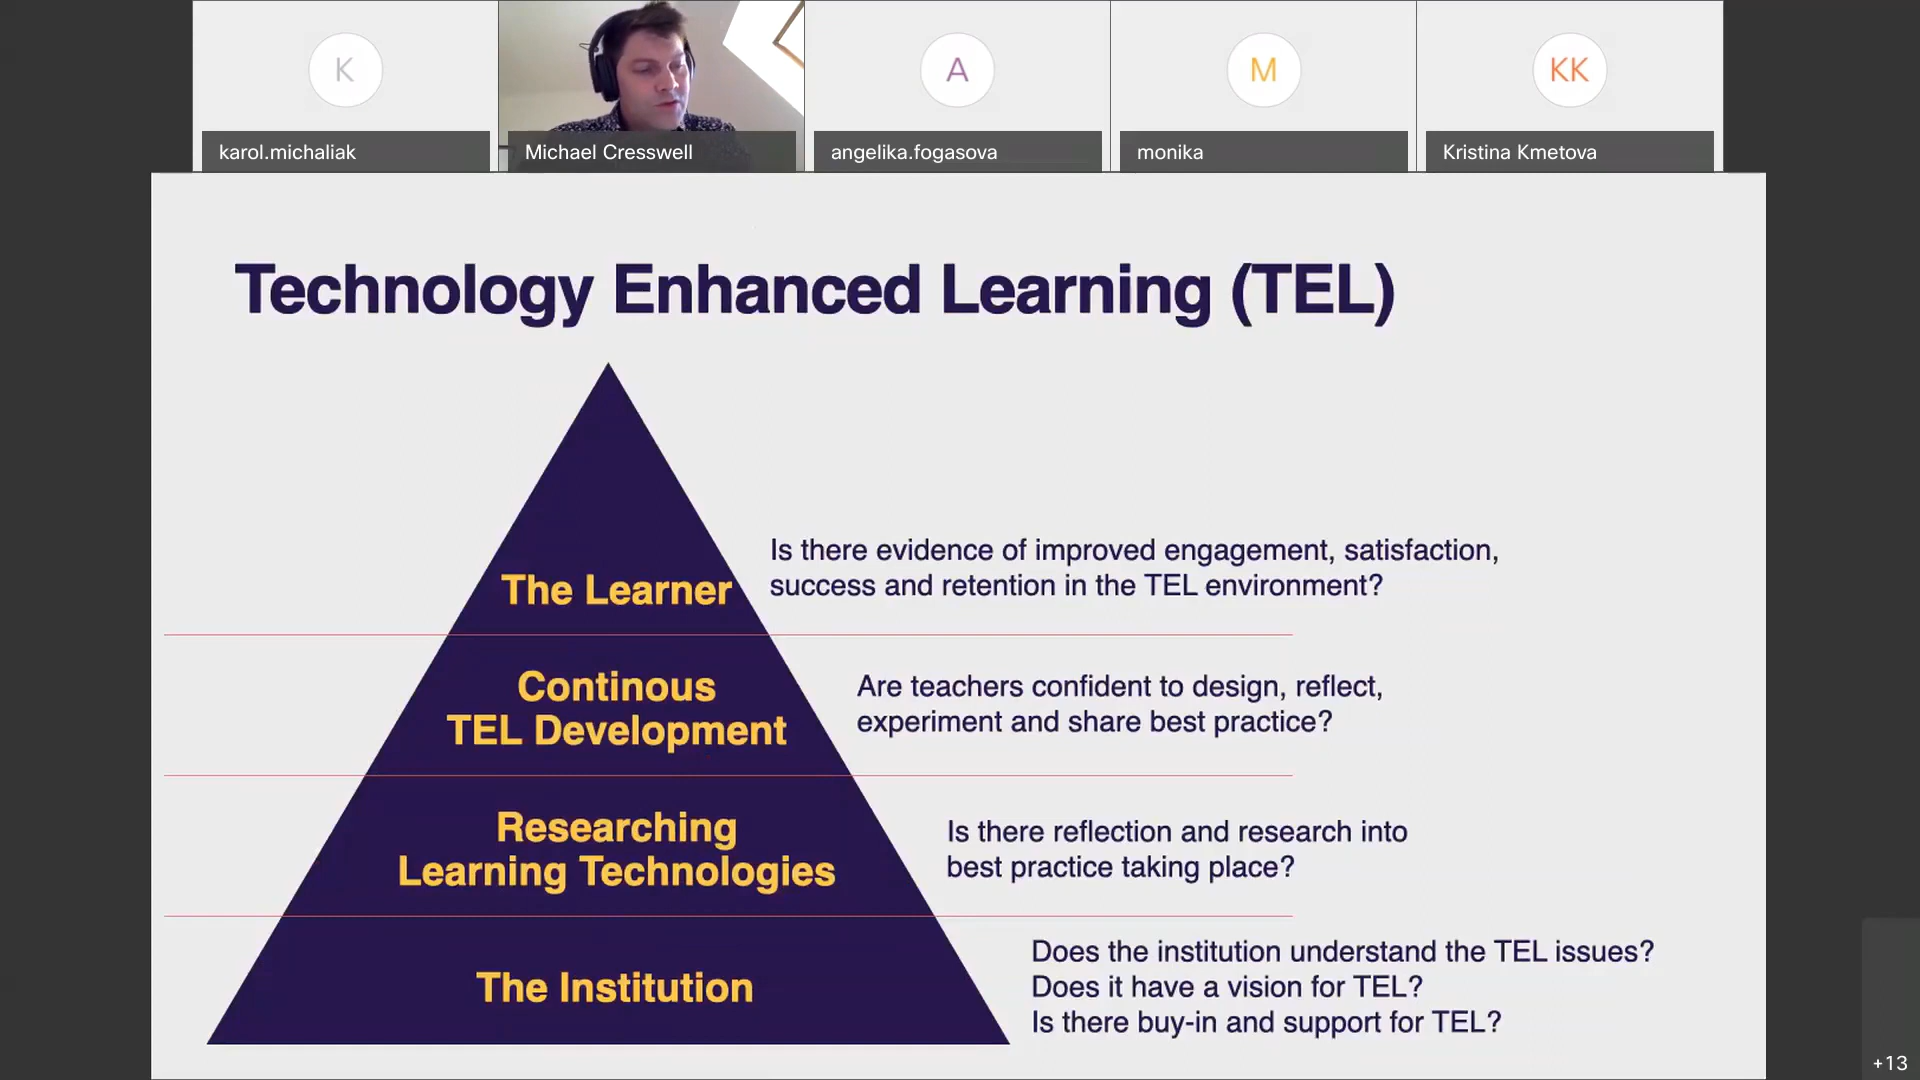 K
A
M
KK
karol.michaliak
Michael Cresswell
angelika.fogasova
monika
Kristina Kmetova
Technology Enhanced Learning (TEL)
Is there evidence of improved engagement, satisfaction,
success and retention in the TEL environment?
The Learner
Continous
TEL Development
Are teachers confident to design, reflect,
experiment and share best practice?
Researching
Learning Technologies
Is there reflection and research into
best practice taking place?
The Institution
Does the institution understand the TEL issues?
Does it have a vision for TEL?
Is there buy-in and support for TEL?
+13